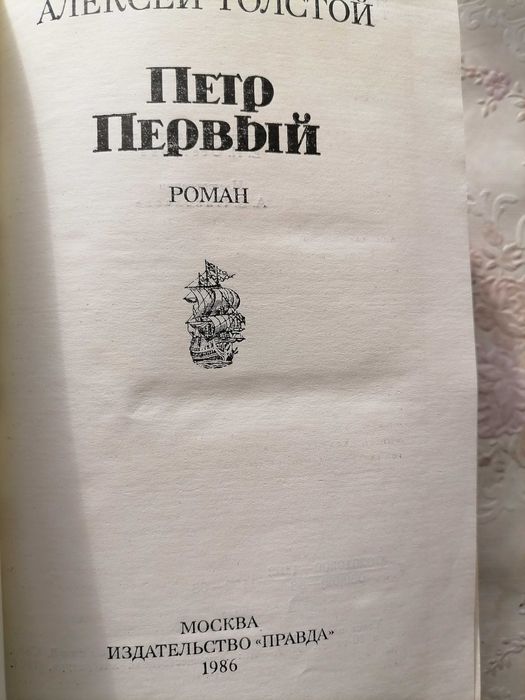 АЛЕКСЕЙ ТОЛСТОЙ
ПЕТР
ПЕРВЫЙ
РОМАН
МОСКВА
ИЗДАТЕЛЬСТВО «ПРАВДА»
1986